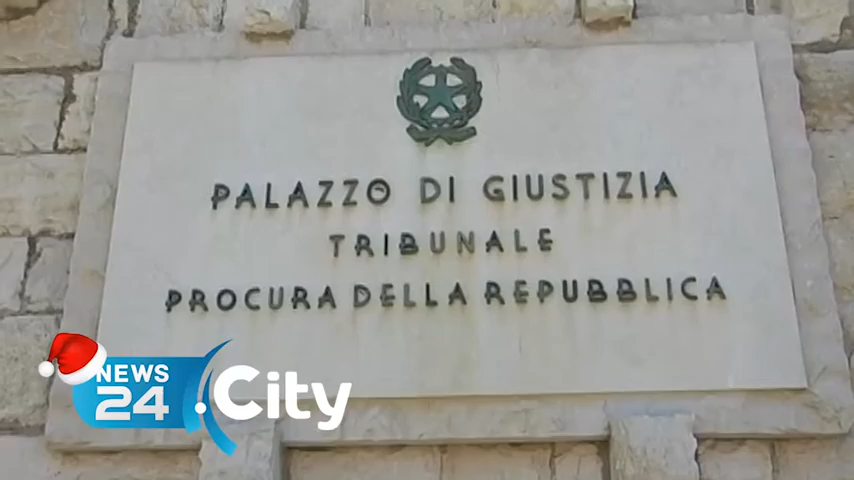 PALAZZO DI GIUSTIZIA
TRIBUNALE
PROCURA DELLA REPUBBLICA
NEWS
24
.City